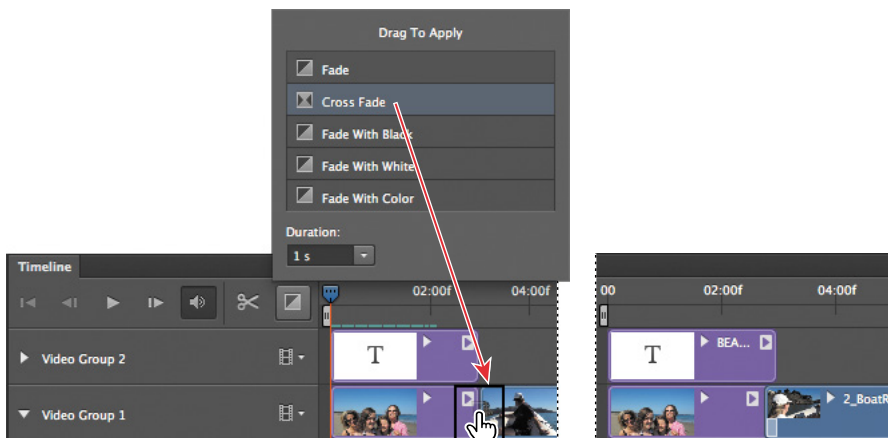 Drag To Apply
Fade
Cross Fade
Fade With Black
Fade With White
Fade With Color
Duration:
1 s
Timeline
02:00f 04:00f
T
Video Group 2
Video Group 1
00 02:00f 04:00f
T BEA...
2_BoatR